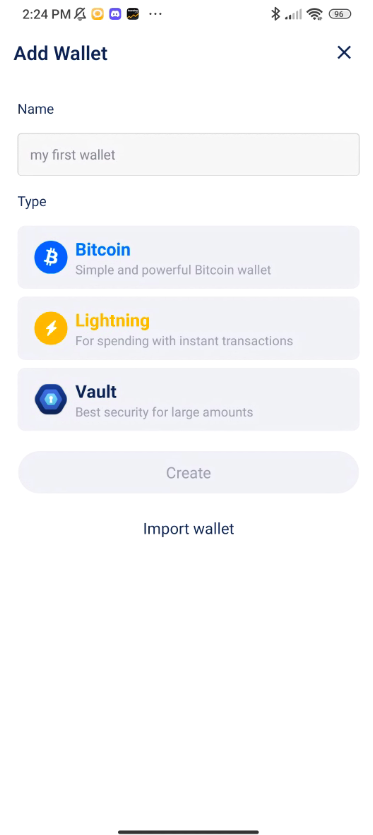 2:24 PM ... 96
Add Wallet
Name
my first wallet
Type
Bitcoin
Simple and powerful Bitcoin wallet
Lightning
For spending with instant transactions
Vault
Best security for large amounts
Create
Import wallet